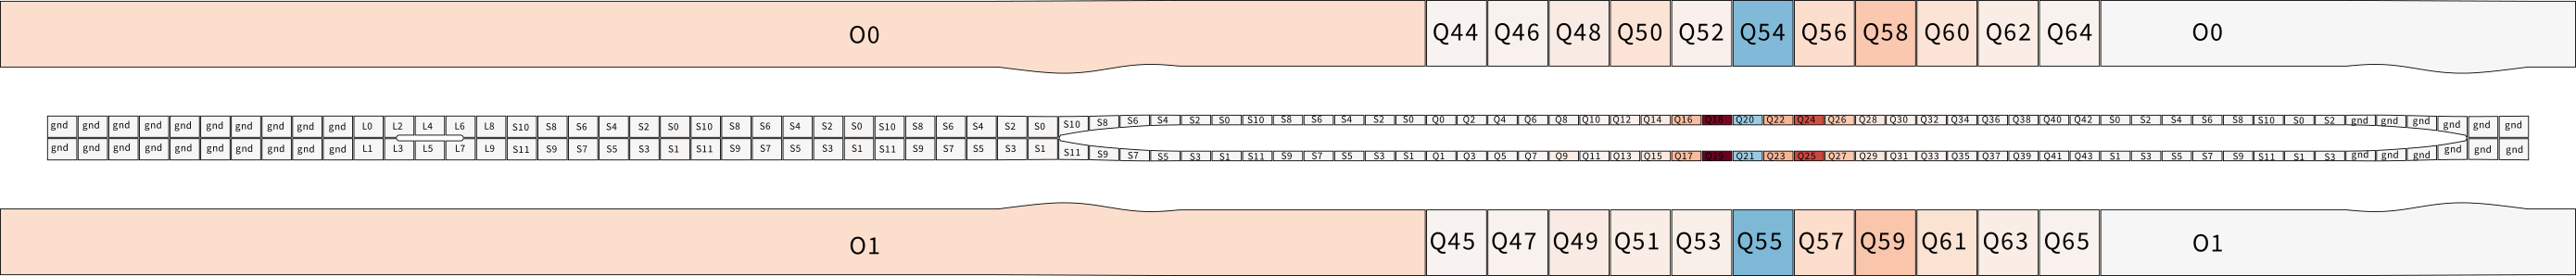 O0 Q44 Q46 Q48 Q50 Q52 Q54 Q56 Q58 Q60 Q62 Q64 O0
gnd gnd gnd gnd gnd gnd gnd gnd gnd gnd L0 L2 L4 L6 L8 S10 S8 S6 S4 S2 S0 S10 S8 S6 S4 S2 S0 S10 S8 S6 S4 S2 S0 S10 S8 S6 S4 S2 S0 S10 S8 S6 S4 S2 S0 Q0 Q2 Q4 Q6 Q8 Q10 Q12 Q14 Q16 Q18 Q20 Q22 Q24 Q26 Q28 Q30 Q32 Q34 Q36 Q38 Q40 Q42 S0 S2 S4 S6 S8 S10 S0 S2 gnd gnd gnd gnd gnd gnd
gnd gnd gnd gnd gnd gnd gnd gnd gnd gnd L1 L3 L5 L7 L9 S11 S9 S7 S5 S3 S1 S11 S9 S7 S5 S3 S1 S11 S9 S7 S5 S3 S1 S11 S9 S7 S5 S3 S1 S11 S9 S7 S5 S3 S1 Q1 Q3 Q5 Q7 Q9 Q11 Q13 Q15 Q17 Q19 Q21 Q23 Q25 Q27 Q29 Q31 Q33 Q35 Q37 Q39 Q41 Q43 S1 S3 S5 S7 S9 S11 S1 S3 gnd gnd gnd gnd gnd gnd
O1 Q45 Q47 Q49 Q51 Q53 Q55 Q57 Q59 Q61 Q63 Q65 O1